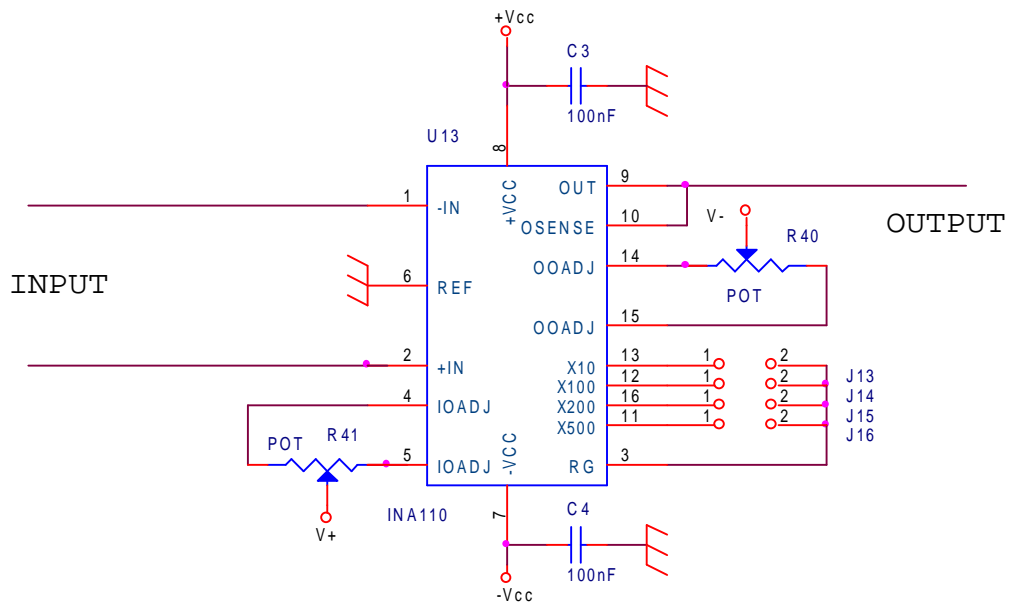 +Vcc
C3
100nF
U13
8
+VCC
1
-IN
OUT
9
OSENSE
10
OUTPUT
V-
R40
POT
OOADJ
14
OOADJ
15
INPUT
6
REF
2
+IN
X10
13
1
2
J13
X100
12
1
2
J14
X200
16
1
2
J15
X500
11
1
2
J16
4
IOADJ
POT
R41
5
IOADJ
-VCC
RG
3
V+
INA110
7
C4
100nF
-Vcc